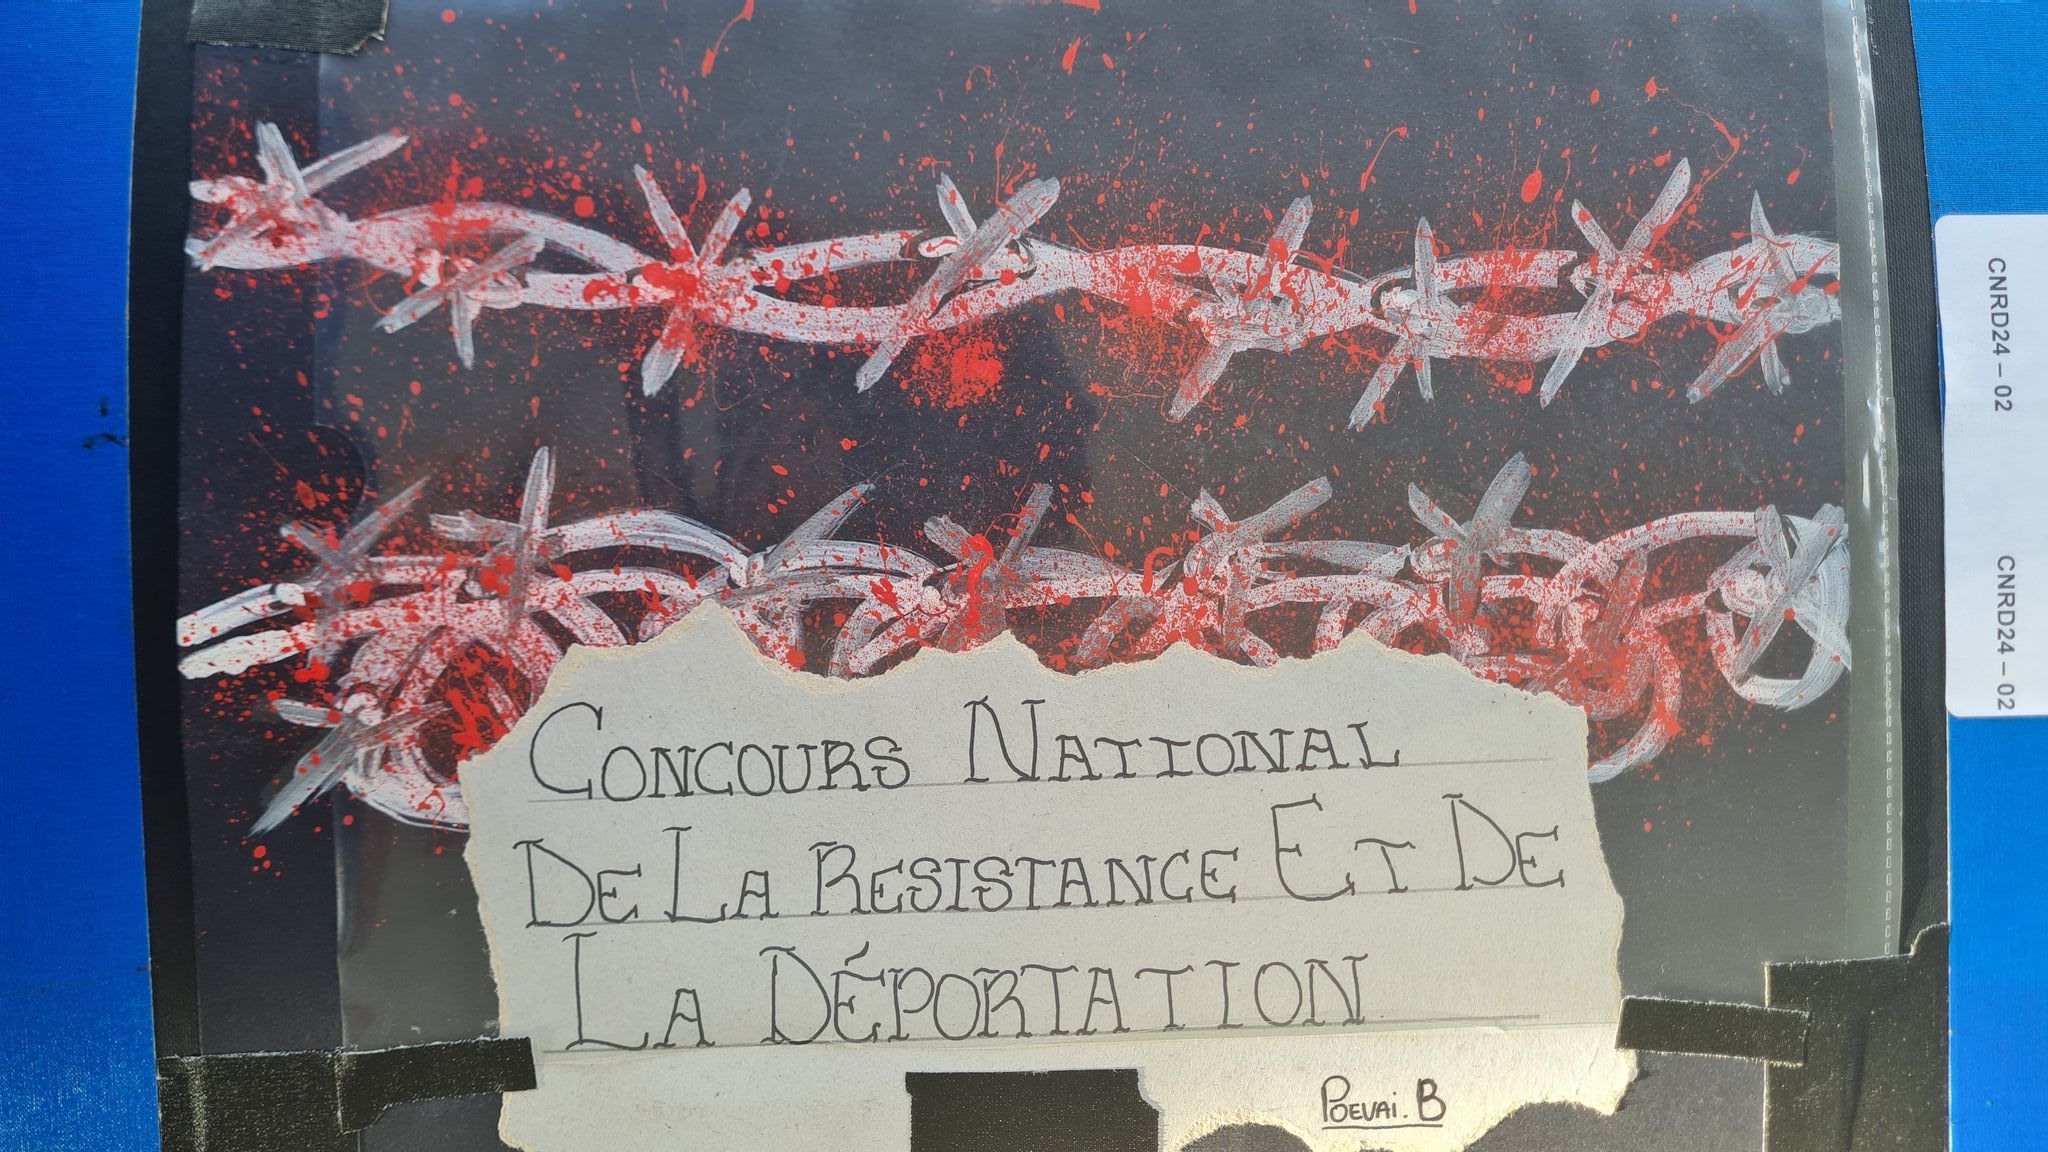 CONCOURS NATIONAL
DE LA RESISTANCE ET DE
LA DÉPORTATION
POEVAI. B
CNRD24 – 02
CNRD24 – 02